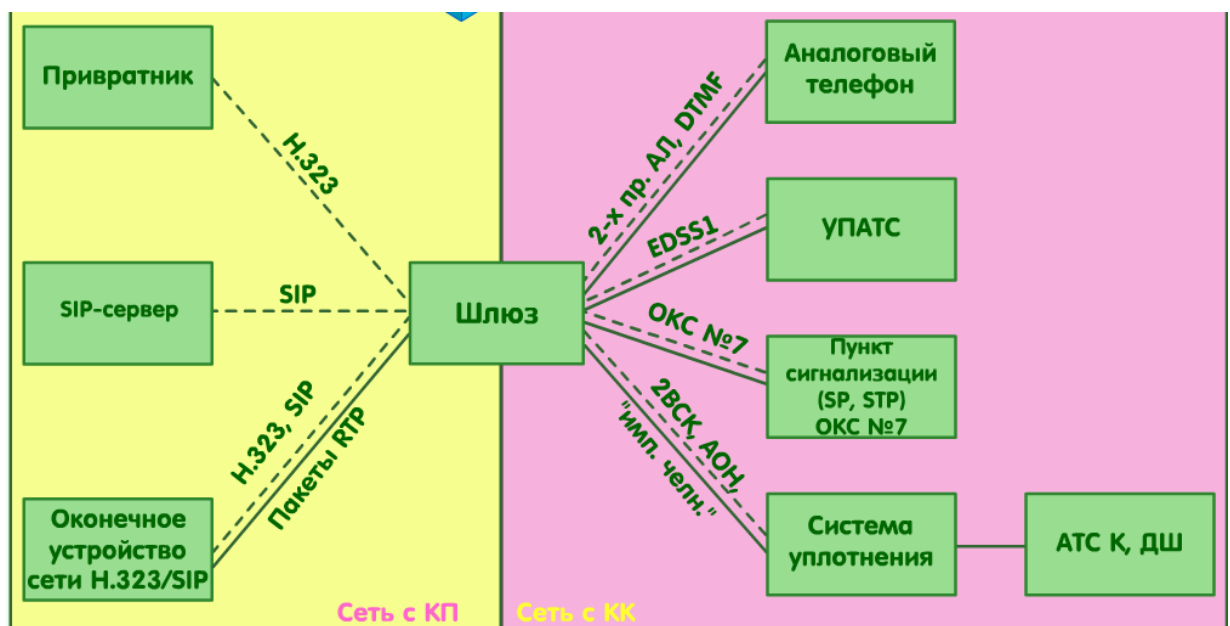 Привратник
H.323
SIP-сервер
SIP
H.323, SIP
Пакеты RTP
Оконечное
устройство
сети H.323/SIP
Шлюз
2-х пр. АЛ, DTMF
EDSS1
ОКС №7
2ВСК, АОН,
"имп. челн."
Аналоговый
телефон
УПАТС
Пункт
сигнализации
(SP, STP)
ОКС №7
Система
уплотнения
АТС К, ДШ
Сеть с КП
Сеть с КК